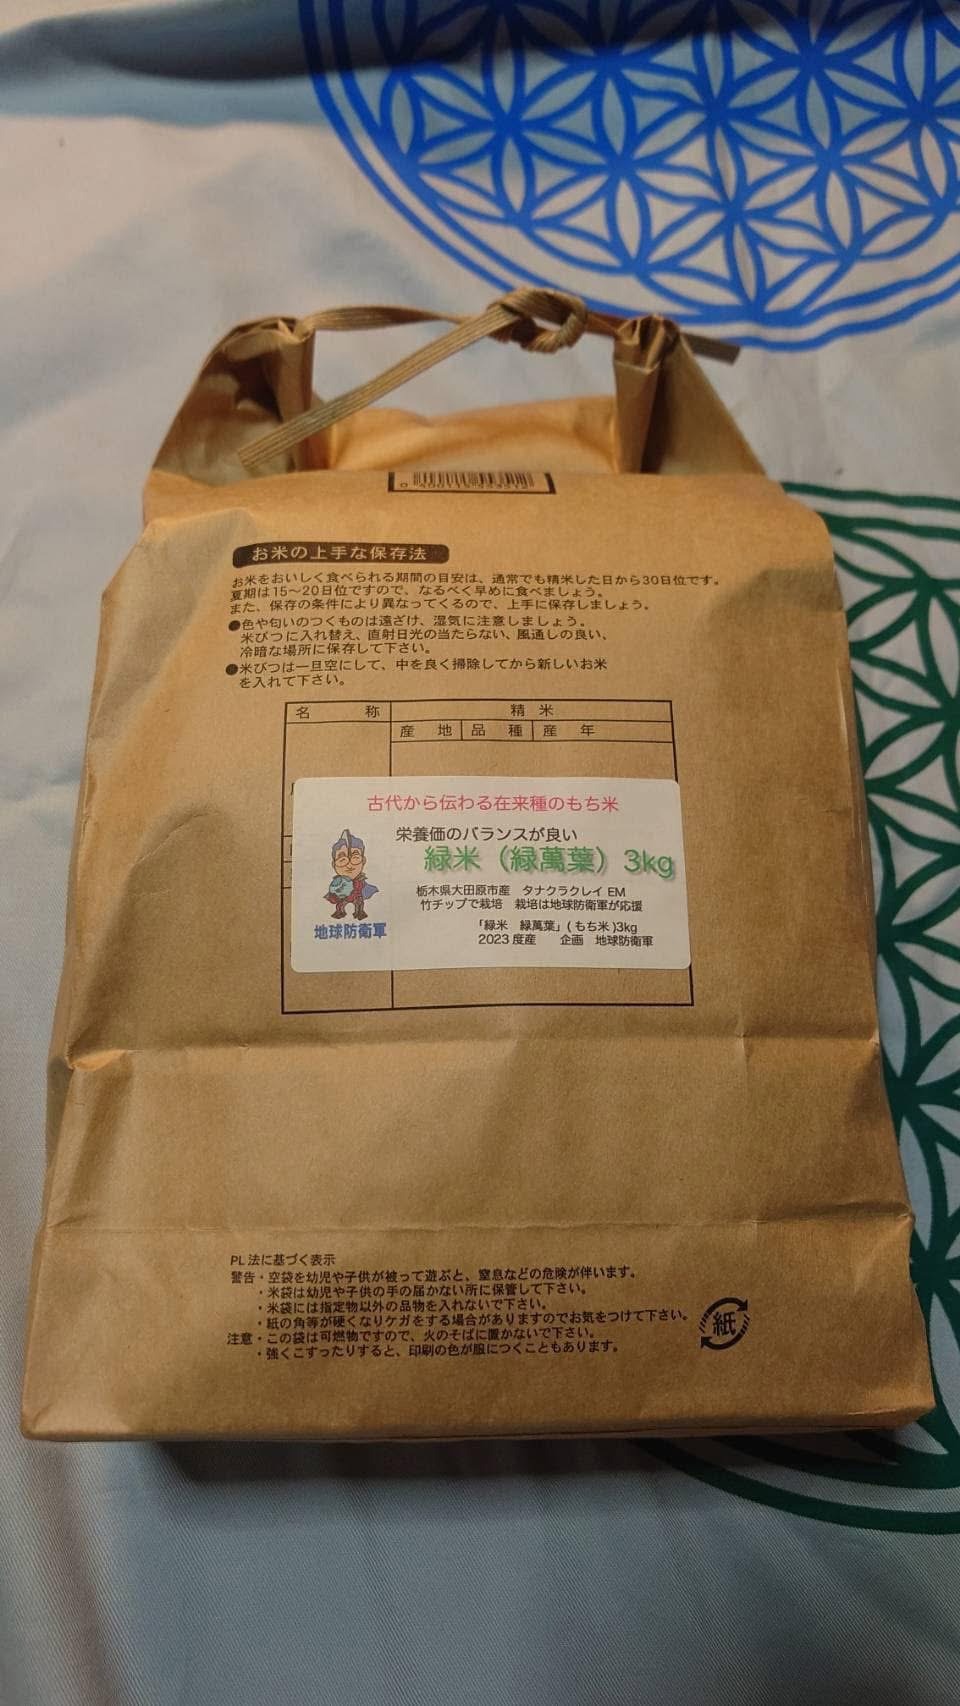 お米の上手な保存法
お米をおいしく食べられる期間の目安は、通常でも精米した日から30日位です。
夏期は15〜20日位ですので、なるべく早めに食べましょう。
また、保存の条件により異なってくるので、上手に保存しましょう。
●色や匂いのつくものは遠ざけ、湿気に注意しましょう。
米びつに入れ替え、直射日光の当たらない、風通しの良い、
冷暗な場所に保存して下さい。
●米びつは一旦空にして、中を良く掃除してから新しいお米
を入れて下さい。
名 称 精 米
産 地 品 種 産 年
古代から伝わる在来種のもち米
栄養価のバランスが良い
緑米（緑萬葉）3kg
栃木県大田原市産 タナクラクレイ EM
竹チップで栽培 栽培は地球防衛軍が応援
地球防衛軍
「緑米 緑萬葉」(もち米)3kg
2023度産 企画 地球防衛軍
PL法に基づく表示
警告・空袋を幼児や子供が被って遊ぶと、窒息などの危険が伴います。
・米袋は幼児や子供の手の届かない所に保管して下さい。
・米袋には指定物以外の品物を入れないで下さい。
・紙の角等が硬くなりケガをする場合がありますのでお気をつけて下さい。
注意・この袋は可燃物ですので、火のそばに置かないで下さい。
・強くこすったりすると、印刷の色が服につくこともあります。
紙